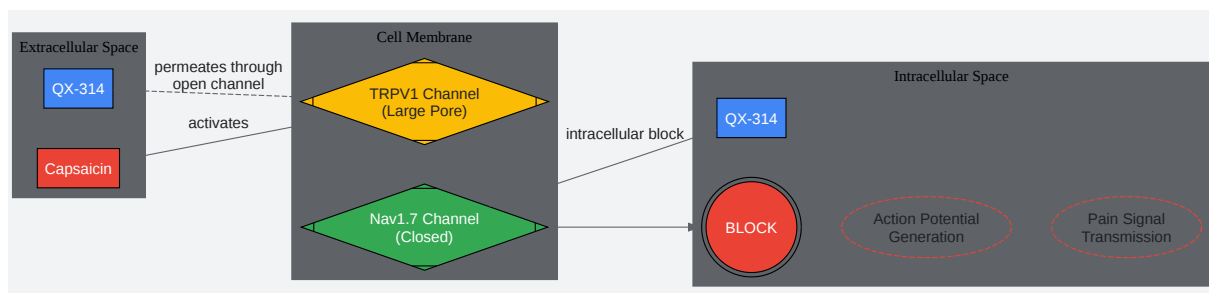 Extracellular Space
QX-314
Capsaicin
permeates through
open channel
activates
Cell Membrane
TRPV1 Channel
(Large Pore)
Nav1.7 Channel
(Closed)
intracellular block
Intracellular Space
QX-314
BLOCK
Action Potential
Generation
Pain Signal
Transmission